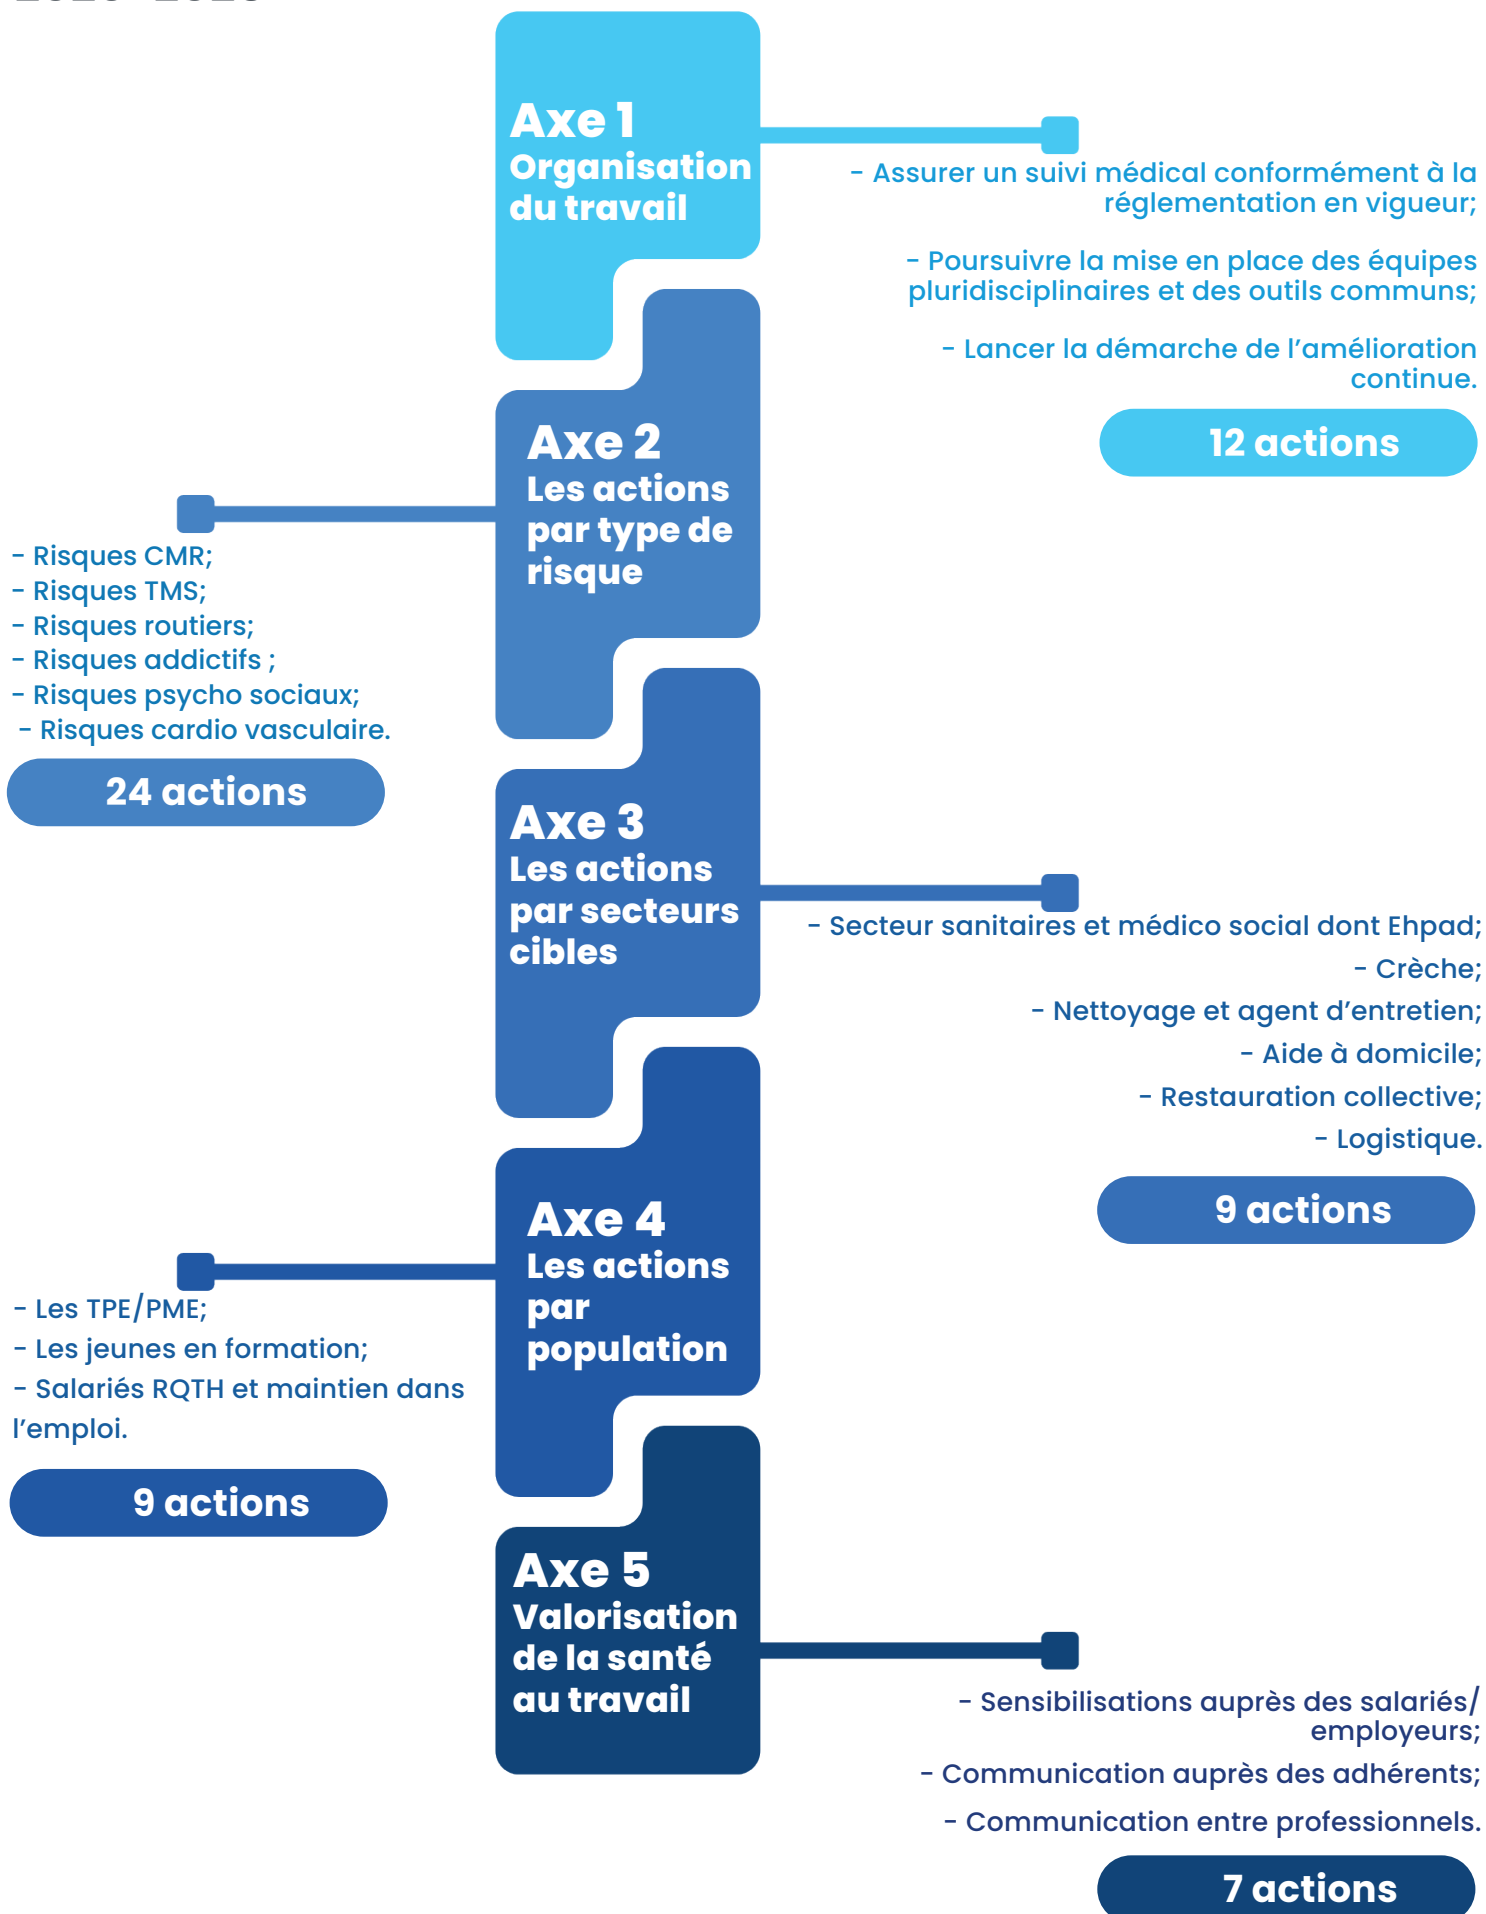 Axe 1
Organisation
du travail
- Assurer un suivi médical conformément à la
réglementation en vigueur;
- Poursuivre la mise en place des équipes
pluridisciplinaires et des outils communs;
- Lancer la démarche de l’amélioration
continue.
12 actions
Axe 2
Les actions
par type de
risque
- Risques CMR;
- Risques TMS;
- Risques routiers;
- Risques addictifs ;
- Risques psycho sociaux;
- Risques cardio vasculaire.
24 actions
Axe 3
Les actions
par secteurs
cibles
- Secteur sanitaires et médico social dont Ehpad;
- Crèche;
- Nettoyage et agent d’entretien;
- Aide à domicile;
- Restauration collective;
- Logistique.
9 actions
Axe 4
Les actions
par
population
- Les TPE/PME;
- Les jeunes en formation;
- Salariés RQTH et maintien dans
l’emploi.
9 actions
Axe 5
Valorisation
de la santé
au travail
- Sensibilisations auprès des salariés/
employeurs;
- Communication auprès des adhérents;
- Communication entre professionnels.
7 actions